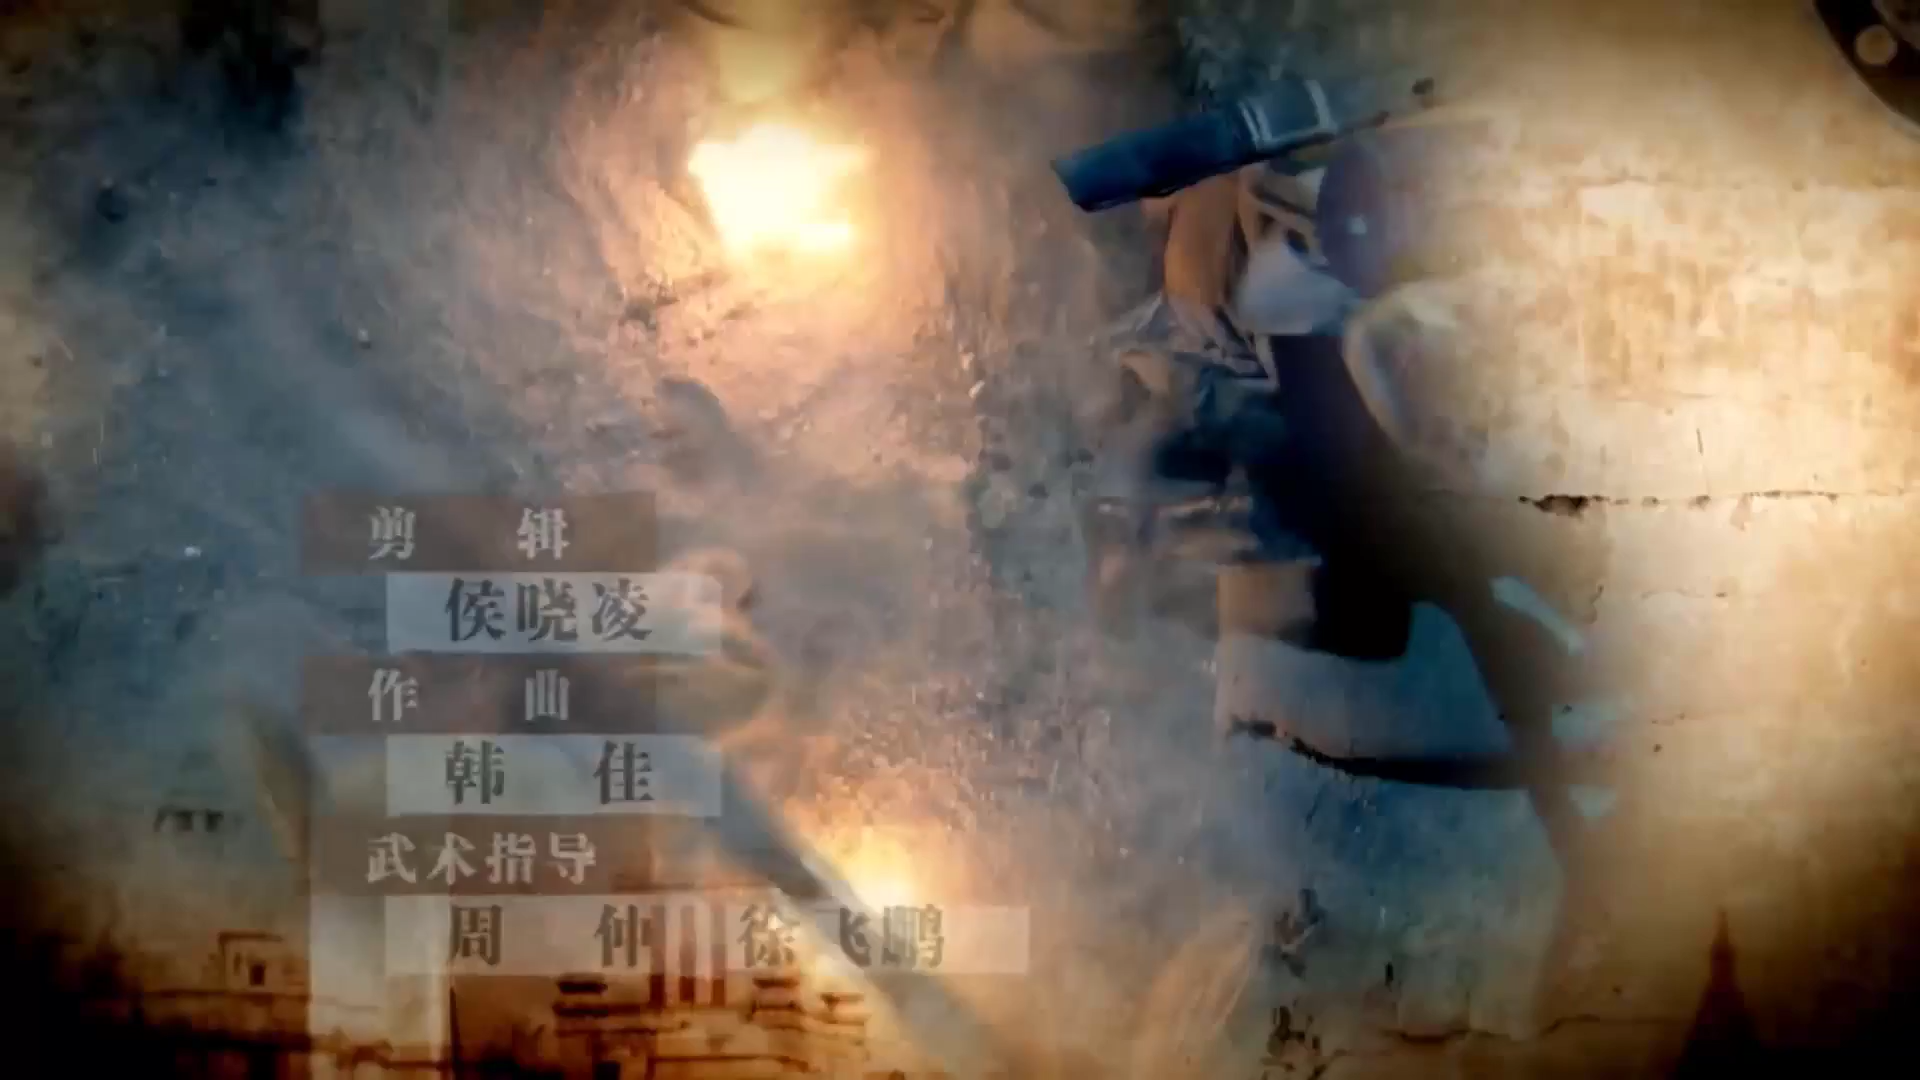 剪 辑
侯晓凌
作 曲
韩 佳
武术指导
周 仲 徐飞鹏